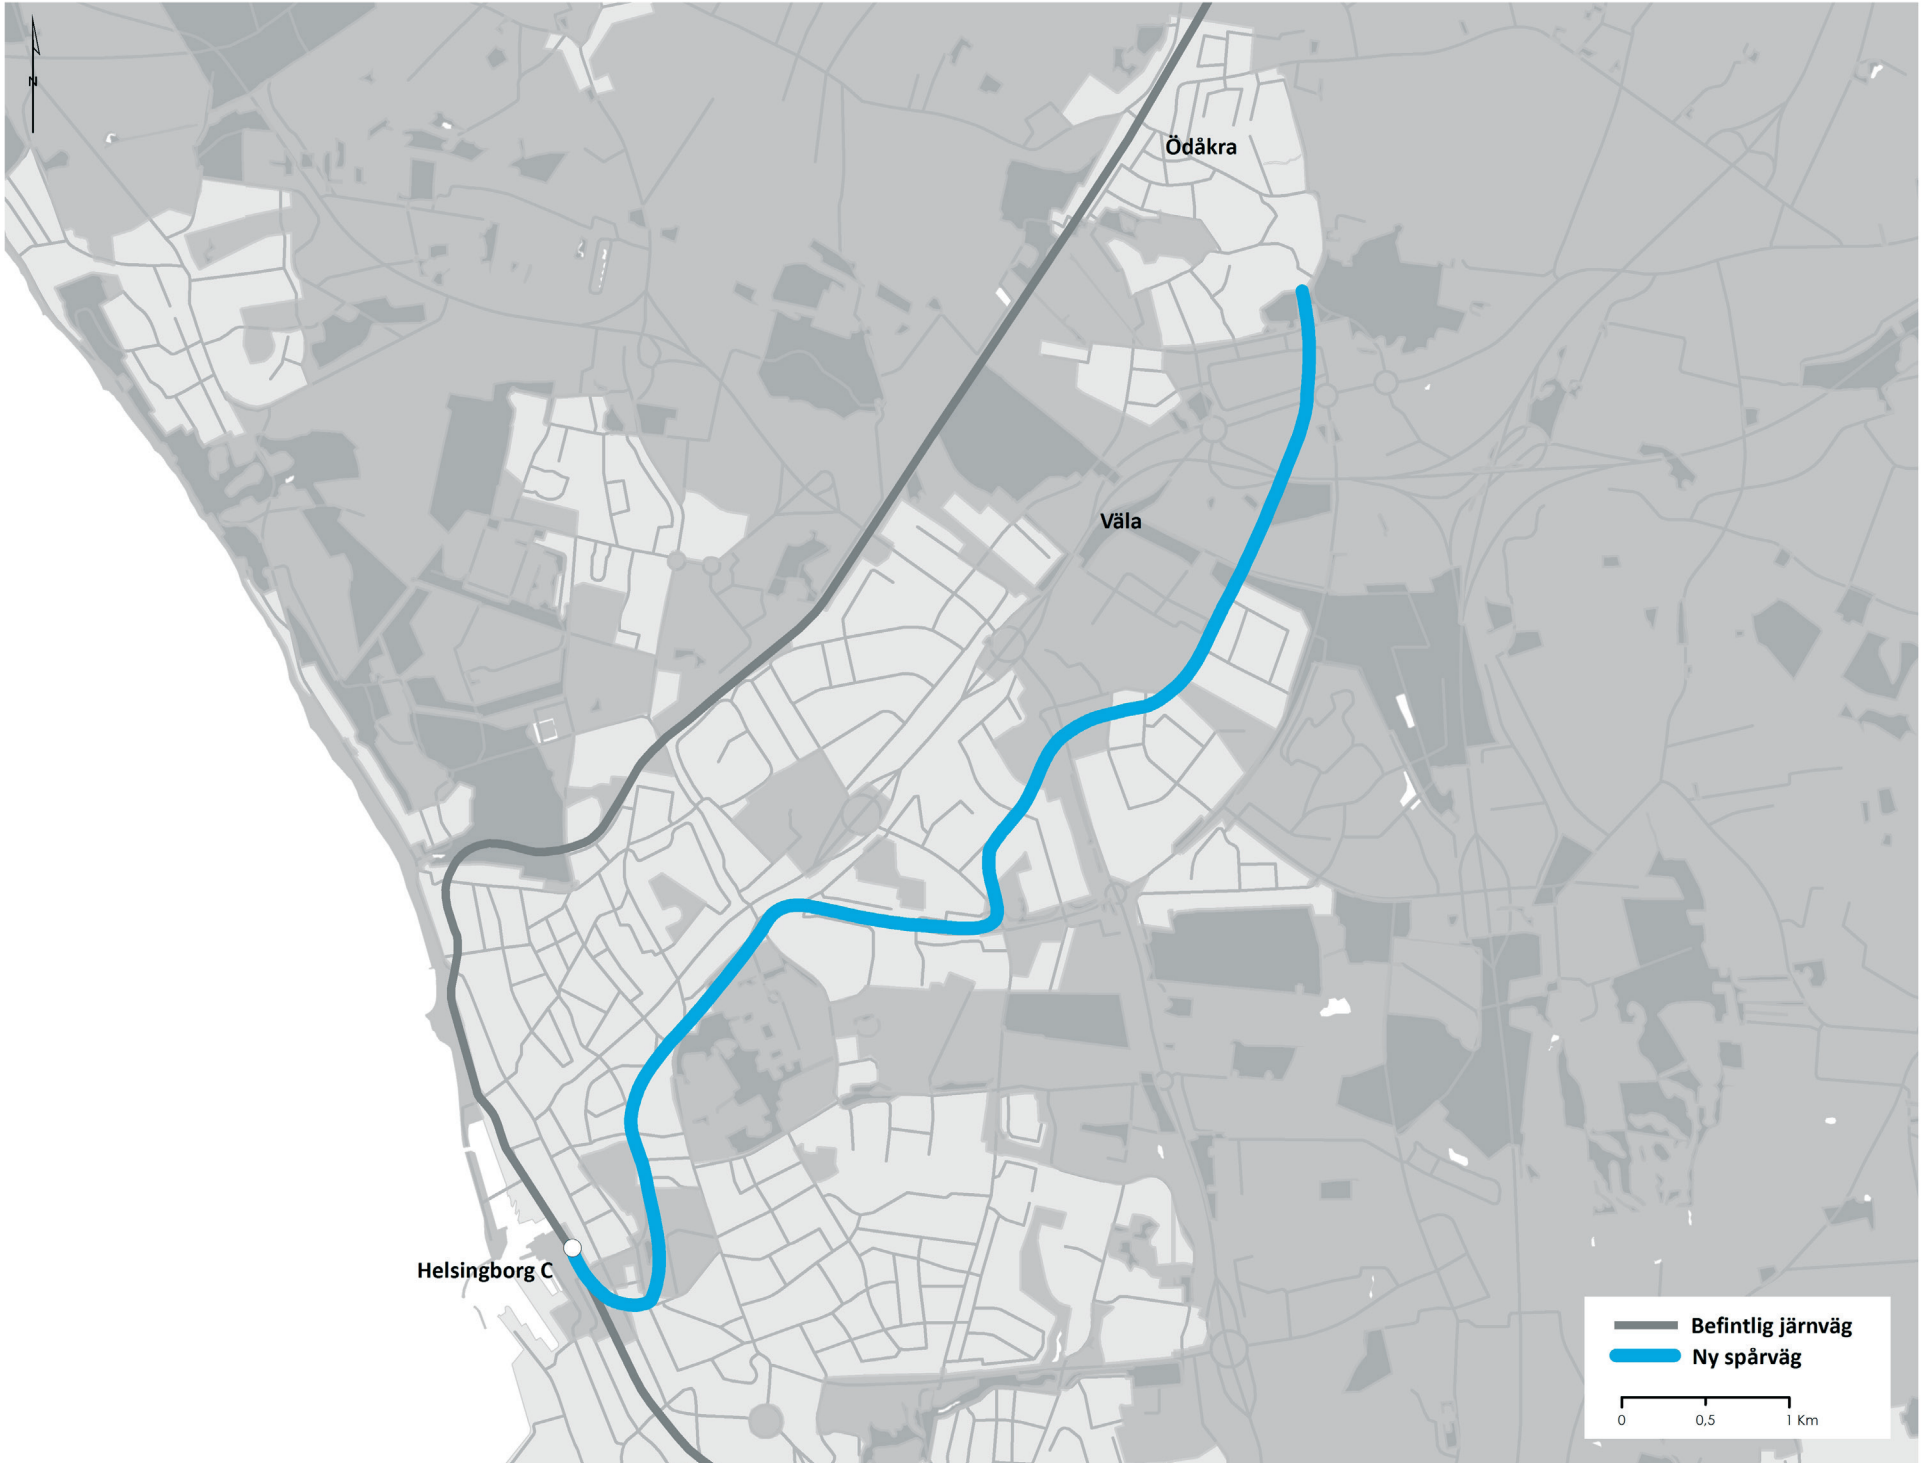 N
Ödåkra
Väla
Helsingborg C
Befintlig järnväg
Ny spårväg
0 0,5 1 Km